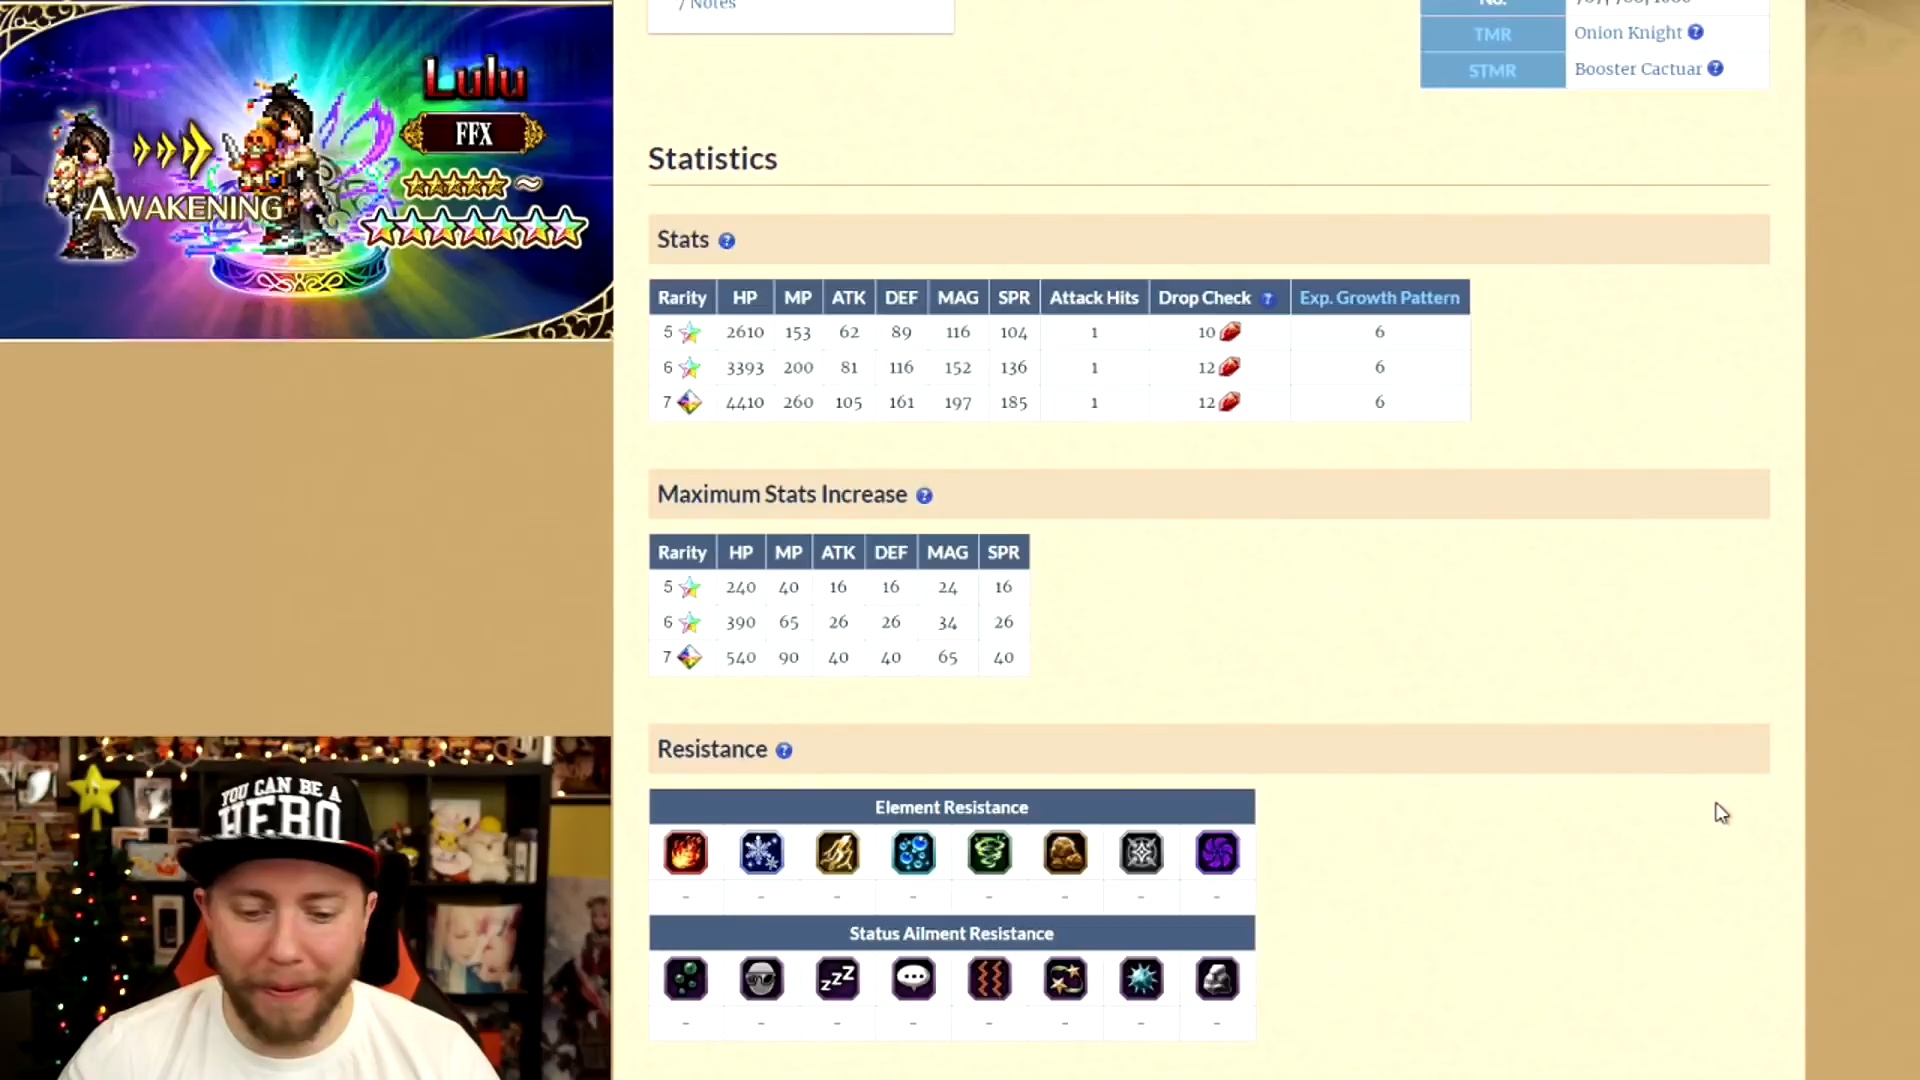 / Notes
No.
TMR Onion Knight ?
STMR Booster Cactuar ?
Lulu
FFX
AWAKENING
Statistics
Stats ?
Rarity HP MP ATK DEF MAG SPR Attack Hits Drop Check ? Exp. Growth Pattern
5 2610 153 62 89 116 104 1 10 6
6 3393 200 81 116 152 136 1 12 6
7 4410 260 105 161 197 185 1 12 6
Maximum Stats Increase ?
Rarity HP MP ATK DEF MAG SPR
5 240 40 16 16 24 16
6 390 65 26 26 34 26
7 540 90 40 40 65 40
Resistance ?
Element Resistance
- - - - - - - -
Status Ailment Resistance
zzZ
- - - - - - - -
YOU CAN BE A
HERO